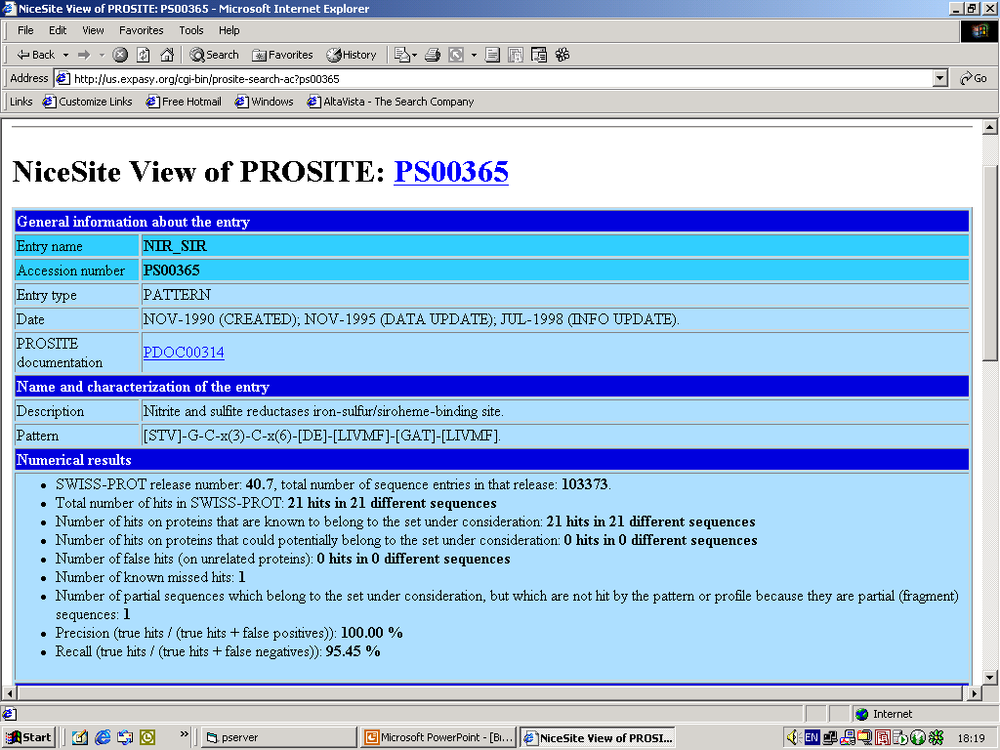 NiceSite View of PROSITE: PS00365 - Microsoft Internet Explorer
File Edit View Favorites Tools Help
Back Search Favorites History
Address http://us.expasy.org/cgi-bin/prosite-search-ac?ps00365 Go
Links Customize Links Free Hotmail Windows AltaVista - The Search Company
NiceSite View of PROSITE: PS00365
General information about the entry
Entry name NIR_SIR
Accession number PS00365
Entry type PATTERN
Date NOV-1990 (CREATED); NOV-1995 (DATA UPDATE); JUL-1998 (INFO UPDATE).
PROSITE
documentation PDOC00314
Name and characterization of the entry
Description Nitrite and sulfite reductases iron-sulfur/siroheme-binding site.
Pattern [STV]-G-C-x(3)-C-x(6)-[DE]-[LIVMF]-[GAT]-[LIVMF].
Numerical results
• SWISS-PROT release number: 40.7, total number of sequence entries in that release: 103373.
• Total number of hits in SWISS-PROT: 21 hits in 21 different sequences
• Number of hits on proteins that are known to belong to the set under consideration: 21 hits in 21 different sequences
• Number of hits on proteins that could potentially belong to the set under consideration: 0 hits in 0 different sequences
• Number of false hits (on unrelated proteins): 0 hits in 0 different sequences
• Number of known missed hits: 1
• Number of partial sequences which belong to the set under consideration, but which are not hit by the pattern or profile because they are partial (fragment)
sequences: 1
• Precision (true hits / (true hits + false positives)): 100.00 %
• Recall (true hits / (true hits + false negatives)): 95.45 %
Internet
Start » pserver Microsoft PowerPoint - [Bi... NiceSite View of PROSI... EN 18:19